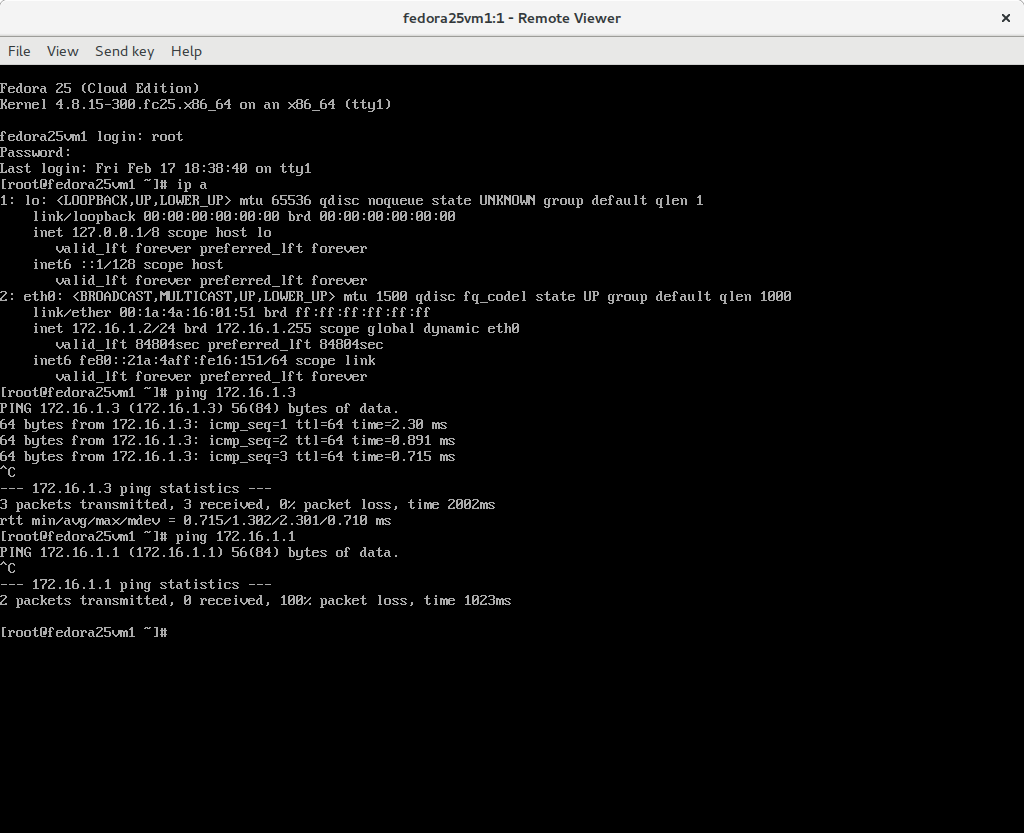 fedora25vm1:1 - Remote Viewer
File View Send key Help
Fedora 25 (Cloud Edition)
Kernel 4.8.15-300.fc25.x86_64 on an x86_64 (tty1)
fedora25vm1 login: root
Password:
Last login: Fri Feb 17 18:38:40 on tty1
[root@fedora25vm1 ~]# ip a
1: lo: <LOOPBACK,UP,LOWER_UP> mtu 65536 qdisc noqueue state UNKNOWN group default qlen 1
    link/loopback 00:00:00:00:00:00 brd 00:00:00:00:00:00
    inet 127.0.0.1/8 scope host lo
       valid_lft forever preferred_lft forever
    inet6 ::1/128 scope host
       valid_lft forever preferred_lft forever
2: eth0: <BROADCAST,MULTICAST,UP,LOWER_UP> mtu 1500 qdisc fq_codel state UP group default qlen 1000
    link/ether 00:1a:4a:16:01:51 brd ff:ff:ff:ff:ff:ff
    inet 172.16.1.2/24 brd 172.16.1.255 scope global dynamic eth0
       valid_lft 84804sec preferred_lft 84804sec
    inet6 fe80::21a:4aff:fe16:151/64 scope link
       valid_lft forever preferred_lft forever
[root@fedora25vm1 ~]# ping 172.16.1.3
PING 172.16.1.3 (172.16.1.3) 56(84) bytes of data.
64 bytes from 172.16.1.3: icmp_seq=1 ttl=64 time=2.30 ms
64 bytes from 172.16.1.3: icmp_seq=2 ttl=64 time=0.891 ms
64 bytes from 172.16.1.3: icmp_seq=3 ttl=64 time=0.715 ms
^C
--- 172.16.1.3 ping statistics ---
3 packets transmitted, 3 received, 0% packet loss, time 2002ms
rtt min/avg/max/mdev = 0.715/1.302/2.301/0.710 ms
[root@fedora25vm1 ~]# ping 172.16.1.1
PING 172.16.1.1 (172.16.1.1) 56(84) bytes of data.
^C
--- 172.16.1.1 ping statistics ---
2 packets transmitted, 0 received, 100% packet loss, time 1023ms
[root@fedora25vm1 ~]#